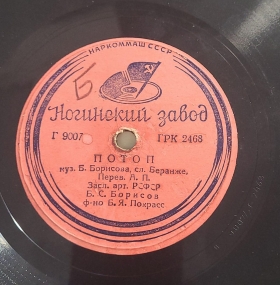 НАРКОММАШ СССР
Б
Ногинский завод
Г 9007 ГРК 2468
ПОТОП
муз. Б. Борисова, сл. Беранже.
Перев. А. П.
Засл. арт. РСФСР
Б. С. Борисов
ф-но Б. Я. Покрасс